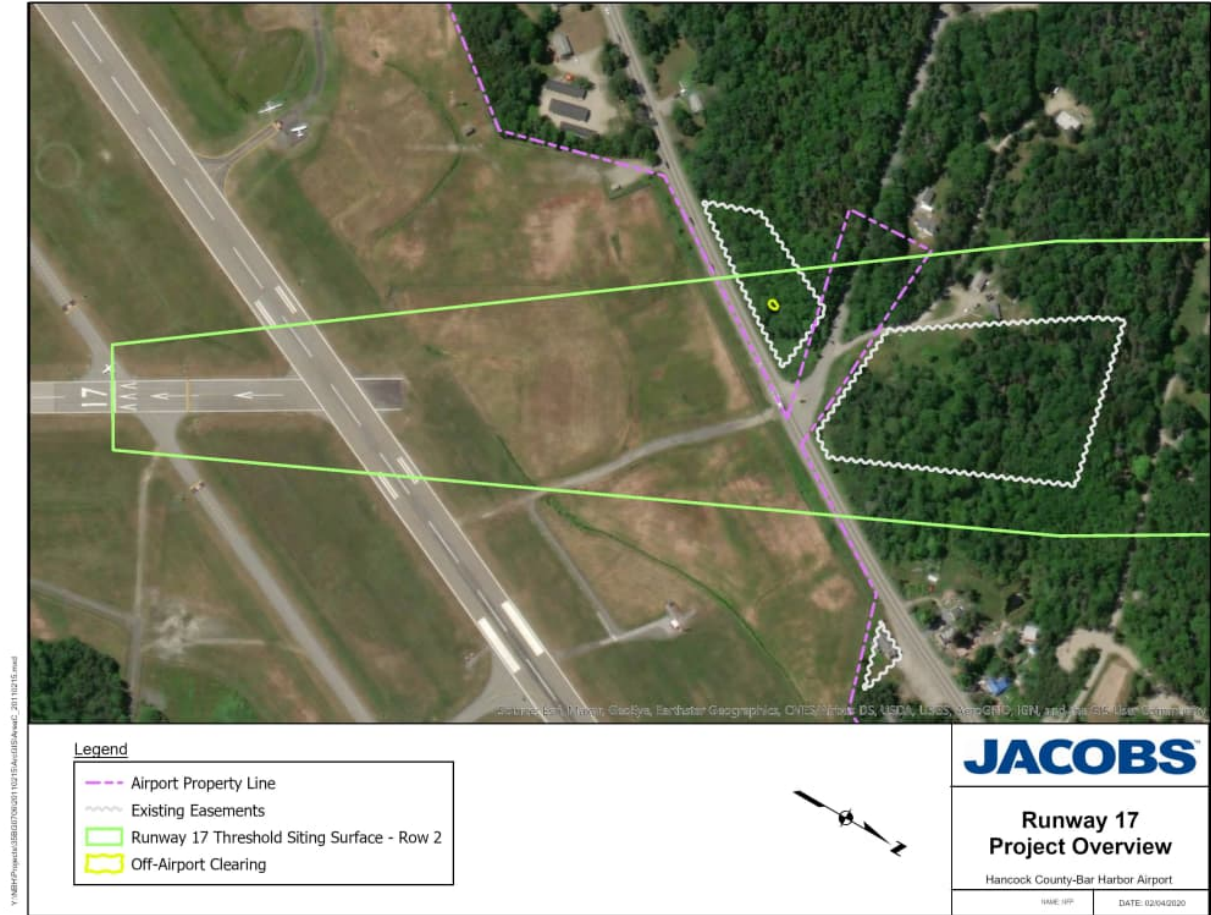 17
Legend
Airport Property Line
Existing Easements
Runway 17 Threshold Siting Surface - Row 2
Off-Airport Clearing
N
JACOBS
Runway 17
Project Overview
Hancock County-Bar Harbor Airport
DATE: 02/04/2020